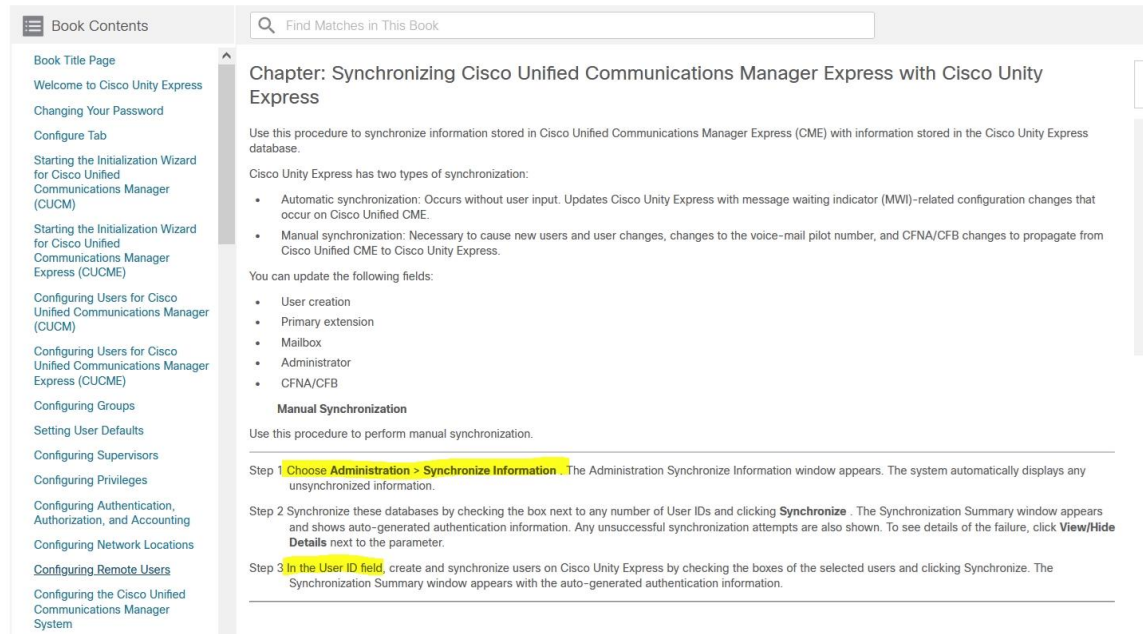 Book Contents
Find Matches in This Book
Book Title Page
Welcome to Cisco Unity Express
Changing Your Password
Configure Tab
Starting the Initialization Wizard
for Cisco Unified
Communications Manager
(CUCM)
Starting the Initialization Wizard
for Cisco Unified
Communications Manager
Express (CUCME)
Configuring Users for Cisco
Unified Communications Manager
(CUCM)
Configuring Users for Cisco
Unified Communications Manager
Express (CUCME)
Configuring Groups
Setting User Defaults
Configuring Supervisors
Configuring Privileges
Configuring Authentication,
Authorization, and Accounting
Configuring Network Locations
Configuring Remote Users
Configuring the Cisco Unified
Communications Manager
System
Chapter: Synchronizing Cisco Unified Communications Manager Express with Cisco Unity
Express
Use this procedure to synchronize information stored in Cisco Unified Communications Manager Express (CME) with information stored in the Cisco Unity Express
database.
Cisco Unity Express has two types of synchronization:
• Automatic synchronization: Occurs without user input. Updates Cisco Unity Express with message waiting indicator (MWI)-related configuration changes that
occur on Cisco Unified CME.
• Manual synchronization: Necessary to cause new users and user changes, changes to the voice-mail pilot number, and CFNA/CFB changes to propagate from
Cisco Unified CME to Cisco Unity Express.
You can update the following fields:
• User creation
• Primary extension
• Mailbox
• Administrator
• CFNA/CFB
Manual Synchronization
Use this procedure to perform manual synchronization.
Step 1 Choose Administration > Synchronize Information . The Administration Synchronize Information window appears. The system automatically displays any
unsynchronized information.
Step 2 Synchronize these databases by checking the box next to any number of User IDs and clicking Synchronize . The Synchronization Summary window appears
and shows auto-generated authentication information. Any unsuccessful synchronization attempts are also shown. To see details of the failure, click View/Hide
Details next to the parameter.
Step 3 In the User ID field, create and synchronize users on Cisco Unity Express by checking the boxes of the selected users and clicking Synchronize. The
Synchronization Summary window appears with the auto-generated authentication information.